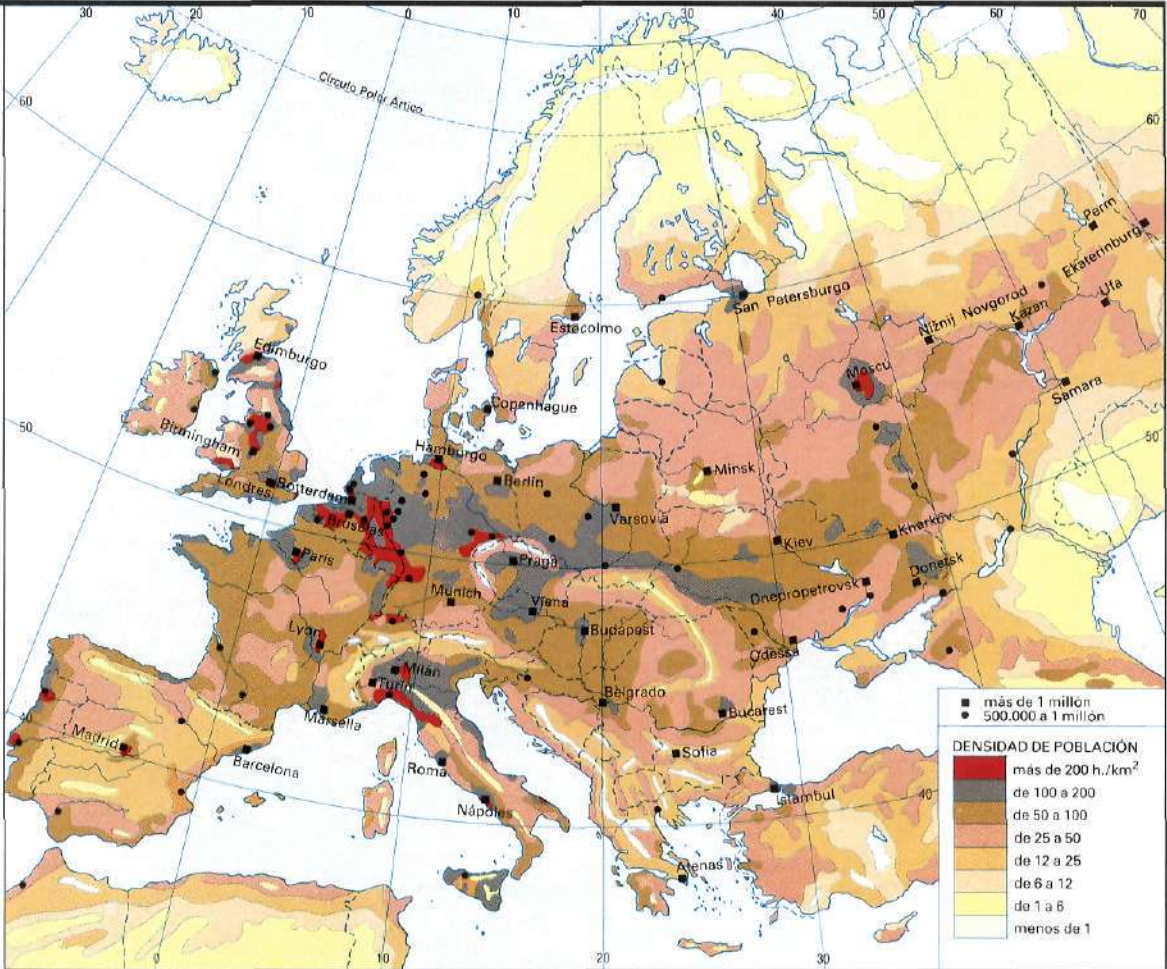 30
20
10
0
10
20
30
40
50
60
70
60
Círculo Polar Ártico
60
Perm
Ekaterinburg
Ufa
San Petersburgo
Nižnij Novgorod
Kazan
Estocolmo
Edimburgo
Moscu
Samara
50
Copenhague
Birmingham
Hamburgo
Minsk
50
Londres
Rotterdam
Berlín
Bruselas
Varsovia
Kiev
Kharkov
París
Praga
Donetsk
Dnepropetrovsk
Munich
Viena
Lyon
Budapest
Odessa
Milán
Turín
Belgrado
Marsella
Bucarest
40
Madrid
Barcelona
Roma
Sofia
Istambul
40
Nápoles
Atenas
0
10
20
30
más de 1 millón
500.000 a 1 millón
DENSIDAD DE POBLACIÓN
más de 200 h./km²
de 100 a 200
de 50 a 100
de 25 a 50
de 12 a 25
de 6 a 12
de 1 a 6
menos de 1